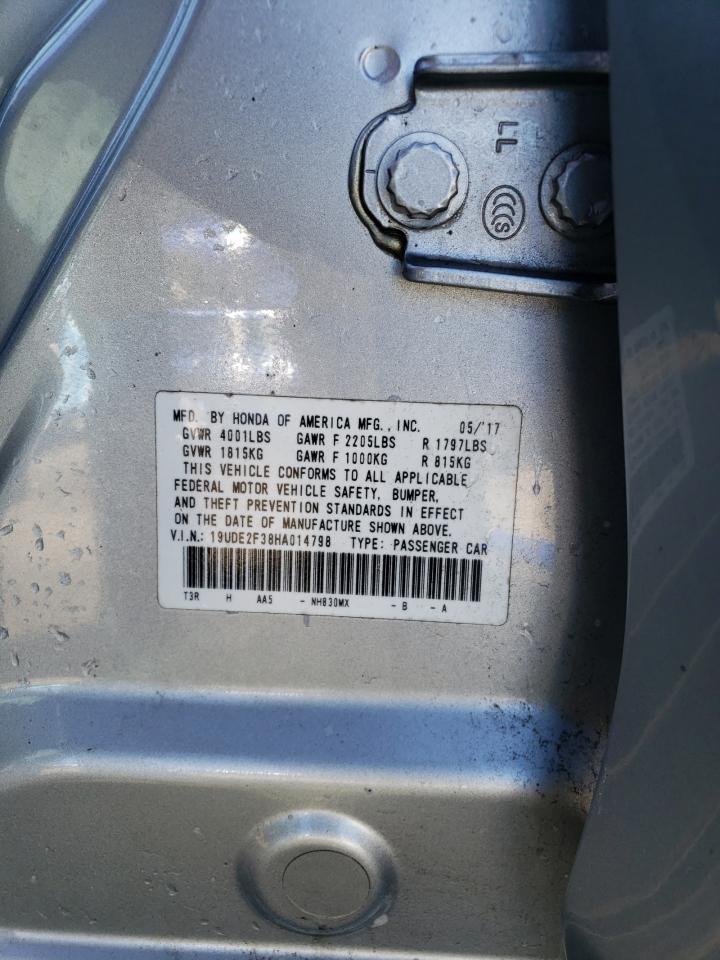 LL
CCC S
MFD. BY HONDA OF AMERICA MFG., INC. 05/'17
GVWR 4001LBS GAWR F 2205LBS R 1797LBS
GVWR 1815KG GAWR F 1000KG R 815KG
THIS VEHICLE CONFORMS TO ALL APPLICABLE
FEDERAL MOTOR VEHICLE SAFETY, BUMPER,
AND THEFT PREVENTION STANDARDS IN EFFECT
ON THE DATE OF MANUFACTURE SHOWN ABOVE.
V.I.N.: 19UDE2F38HA014798 TYPE: PASSENGER CAR
T3R H AA5 - NH830MX - B - A